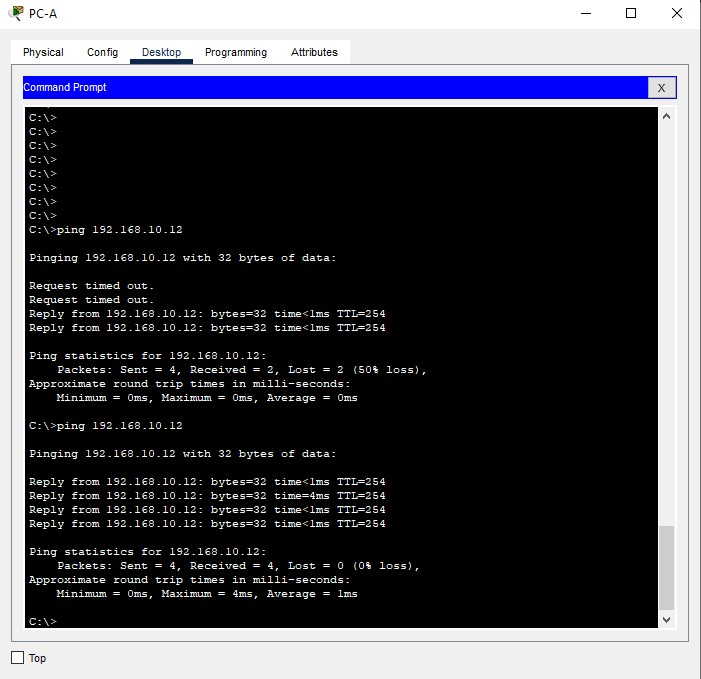 PC-A
Physical Config Desktop Programming Attributes
Command Prompt X
C:\>
C:\>
C:\>
C:\>
C:\>
C:\>
C:\>
C:\>
C:\>ping 192.168.10.12
Pinging 192.168.10.12 with 32 bytes of data:
Request timed out.
Request timed out.
Reply from 192.168.10.12: bytes=32 time<1ms TTL=254
Reply from 192.168.10.12: bytes=32 time<1ms TTL=254
Ping statistics for 192.168.10.12:
Packets: Sent = 4, Received = 2, Lost = 2 (50% loss),
Approximate round trip times in milli-seconds:
Minimum = 0ms, Maximum = 0ms, Average = 0ms
C:\>ping 192.168.10.12
Pinging 192.168.10.12 with 32 bytes of data:
Reply from 192.168.10.12: bytes=32 time<1ms TTL=254
Reply from 192.168.10.12: bytes=32 time=4ms TTL=254
Reply from 192.168.10.12: bytes=32 time<1ms TTL=254
Reply from 192.168.10.12: bytes=32 time<1ms TTL=254
Ping statistics for 192.168.10.12:
Packets: Sent = 4, Received = 4, Lost = 0 (0% loss),
Approximate round trip times in milli-seconds:
Minimum = 0ms, Maximum = 4ms, Average = 1ms
C:\>
Top